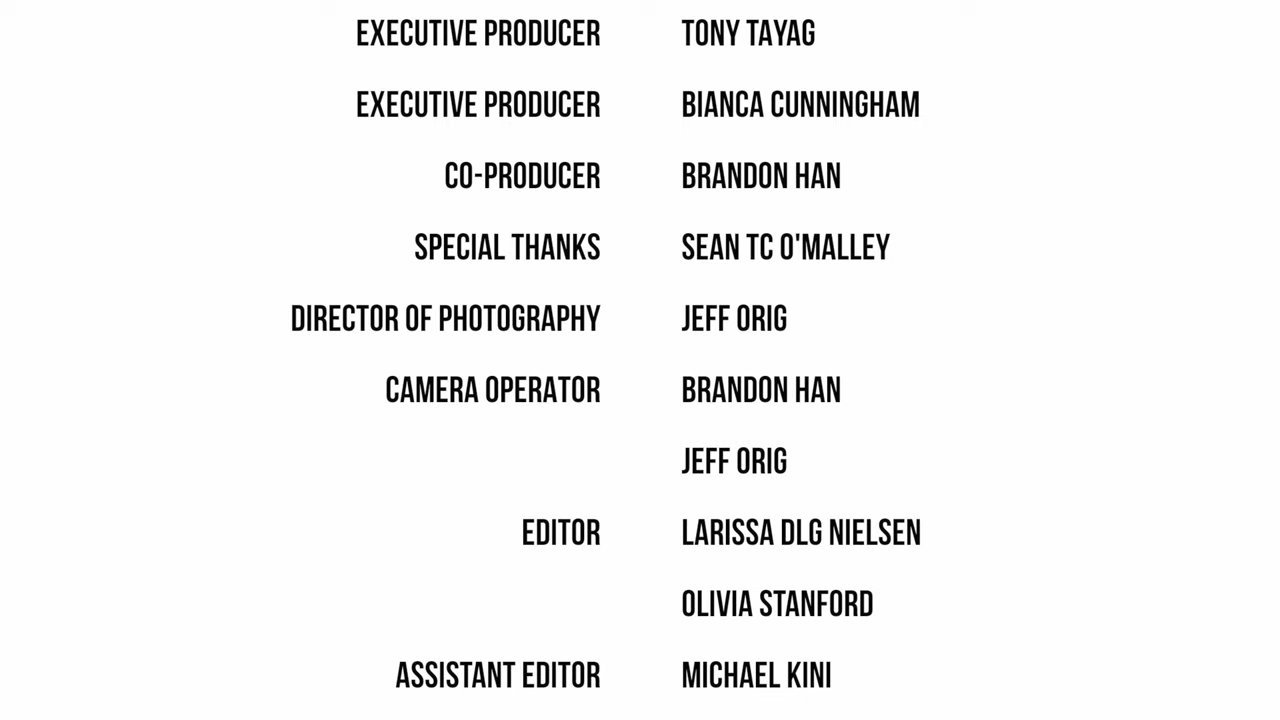 EXECUTIVE PRODUCER TONY TAYAG
EXECUTIVE PRODUCER BIANCA CUNNINGHAM
CO-PRODUCER BRANDON HAN
SPECIAL THANKS SEAN TC O'MALLEY
DIRECTOR OF PHOTOGRAPHY JEFF ORIG
CAMERA OPERATOR BRANDON HAN
JEFF ORIG
EDITOR LARISSA DLG NIELSEN
OLIVIA STANFORD
ASSISTANT EDITOR MICHAEL KINI